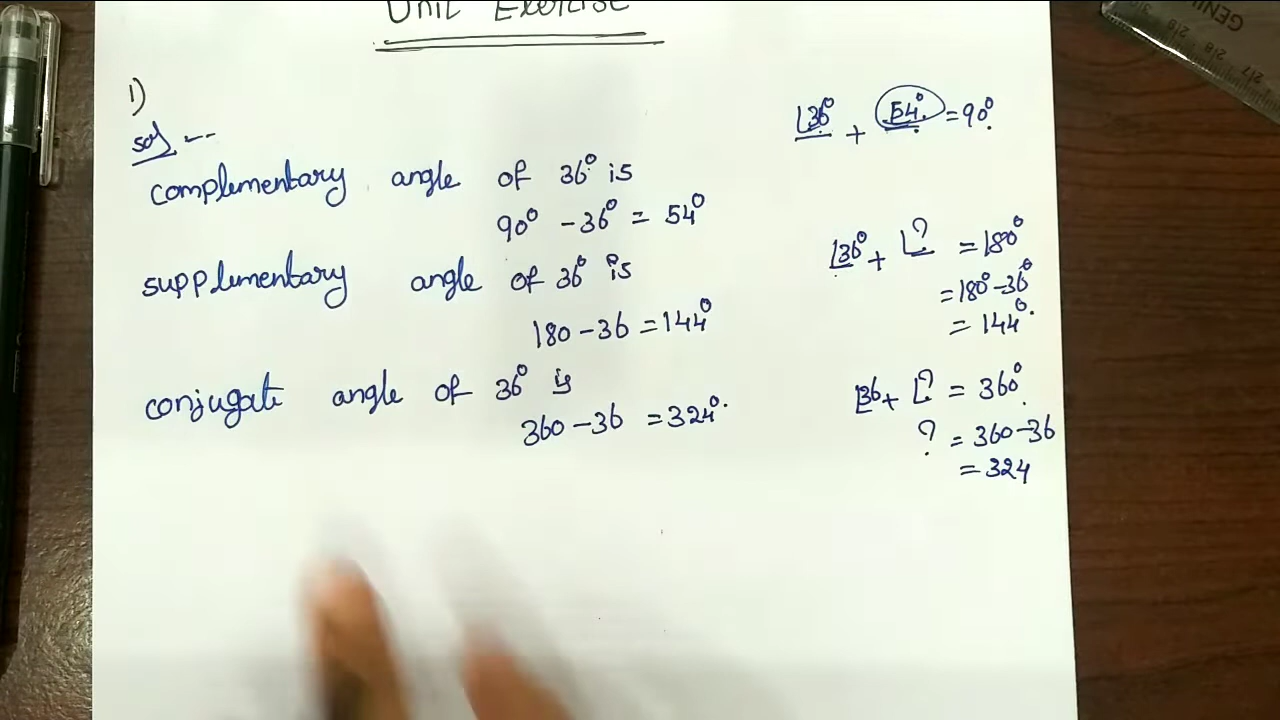 Unit Exercise
1)
sol :--
complementary angle of 36° is
90° - 36° = 54°
supplementary angle of 36° is
180 - 36 = 144°
conjugate angle of 36° is
360 - 36 = 324°.
∟36° + 54° = 90°
∟36° + ∟? = 180°
= 180° - 36°
= 144°.
∟36 + ∟? = 360°
? = 360 - 36
= 324
GENI